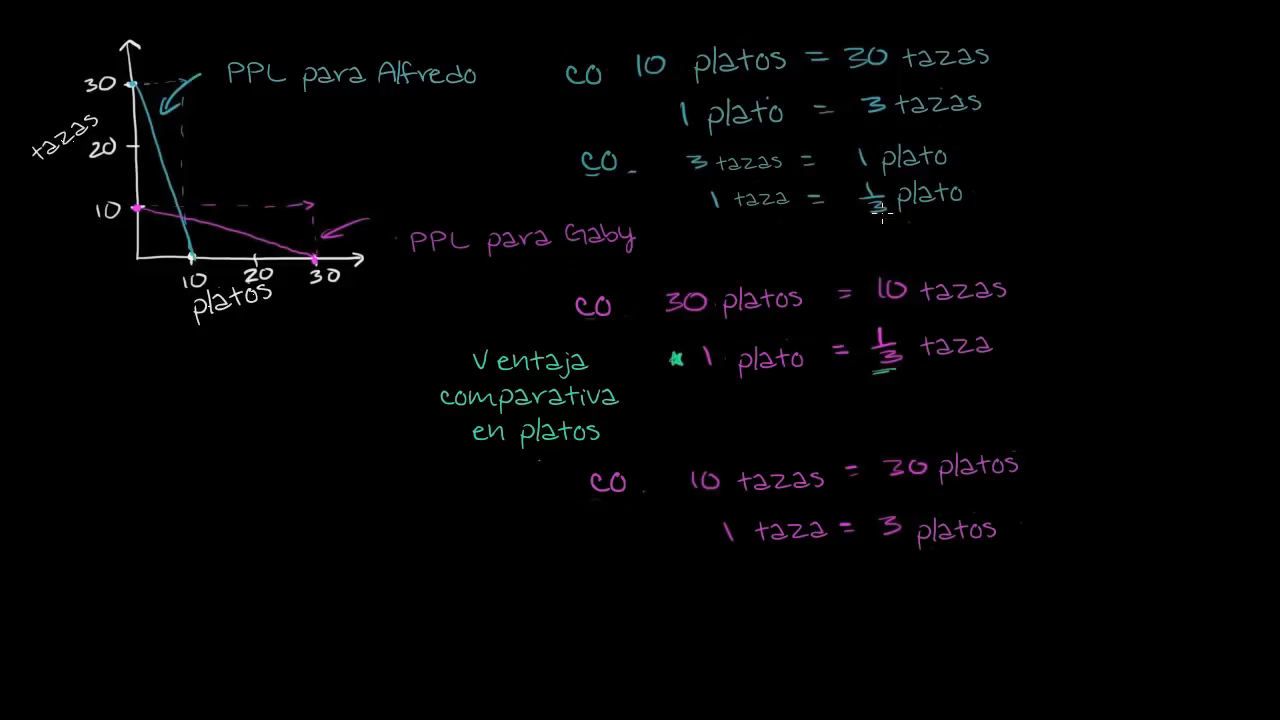 30
tazas
20
10
10
20
30
platos
PPL para Alfredo
CO 10 platos = 30 tazas
1 plato = 3 tazas
CO. 3 tazas = 1 plato
1 taza = 1/3 plato
PPL para Gaby
CO 30 platos = 10 tazas
* 1 plato = 1/3 taza
Ventaja
comparativa
en platos
CO 10 tazas = 30 platos
1 taza = 3 platos